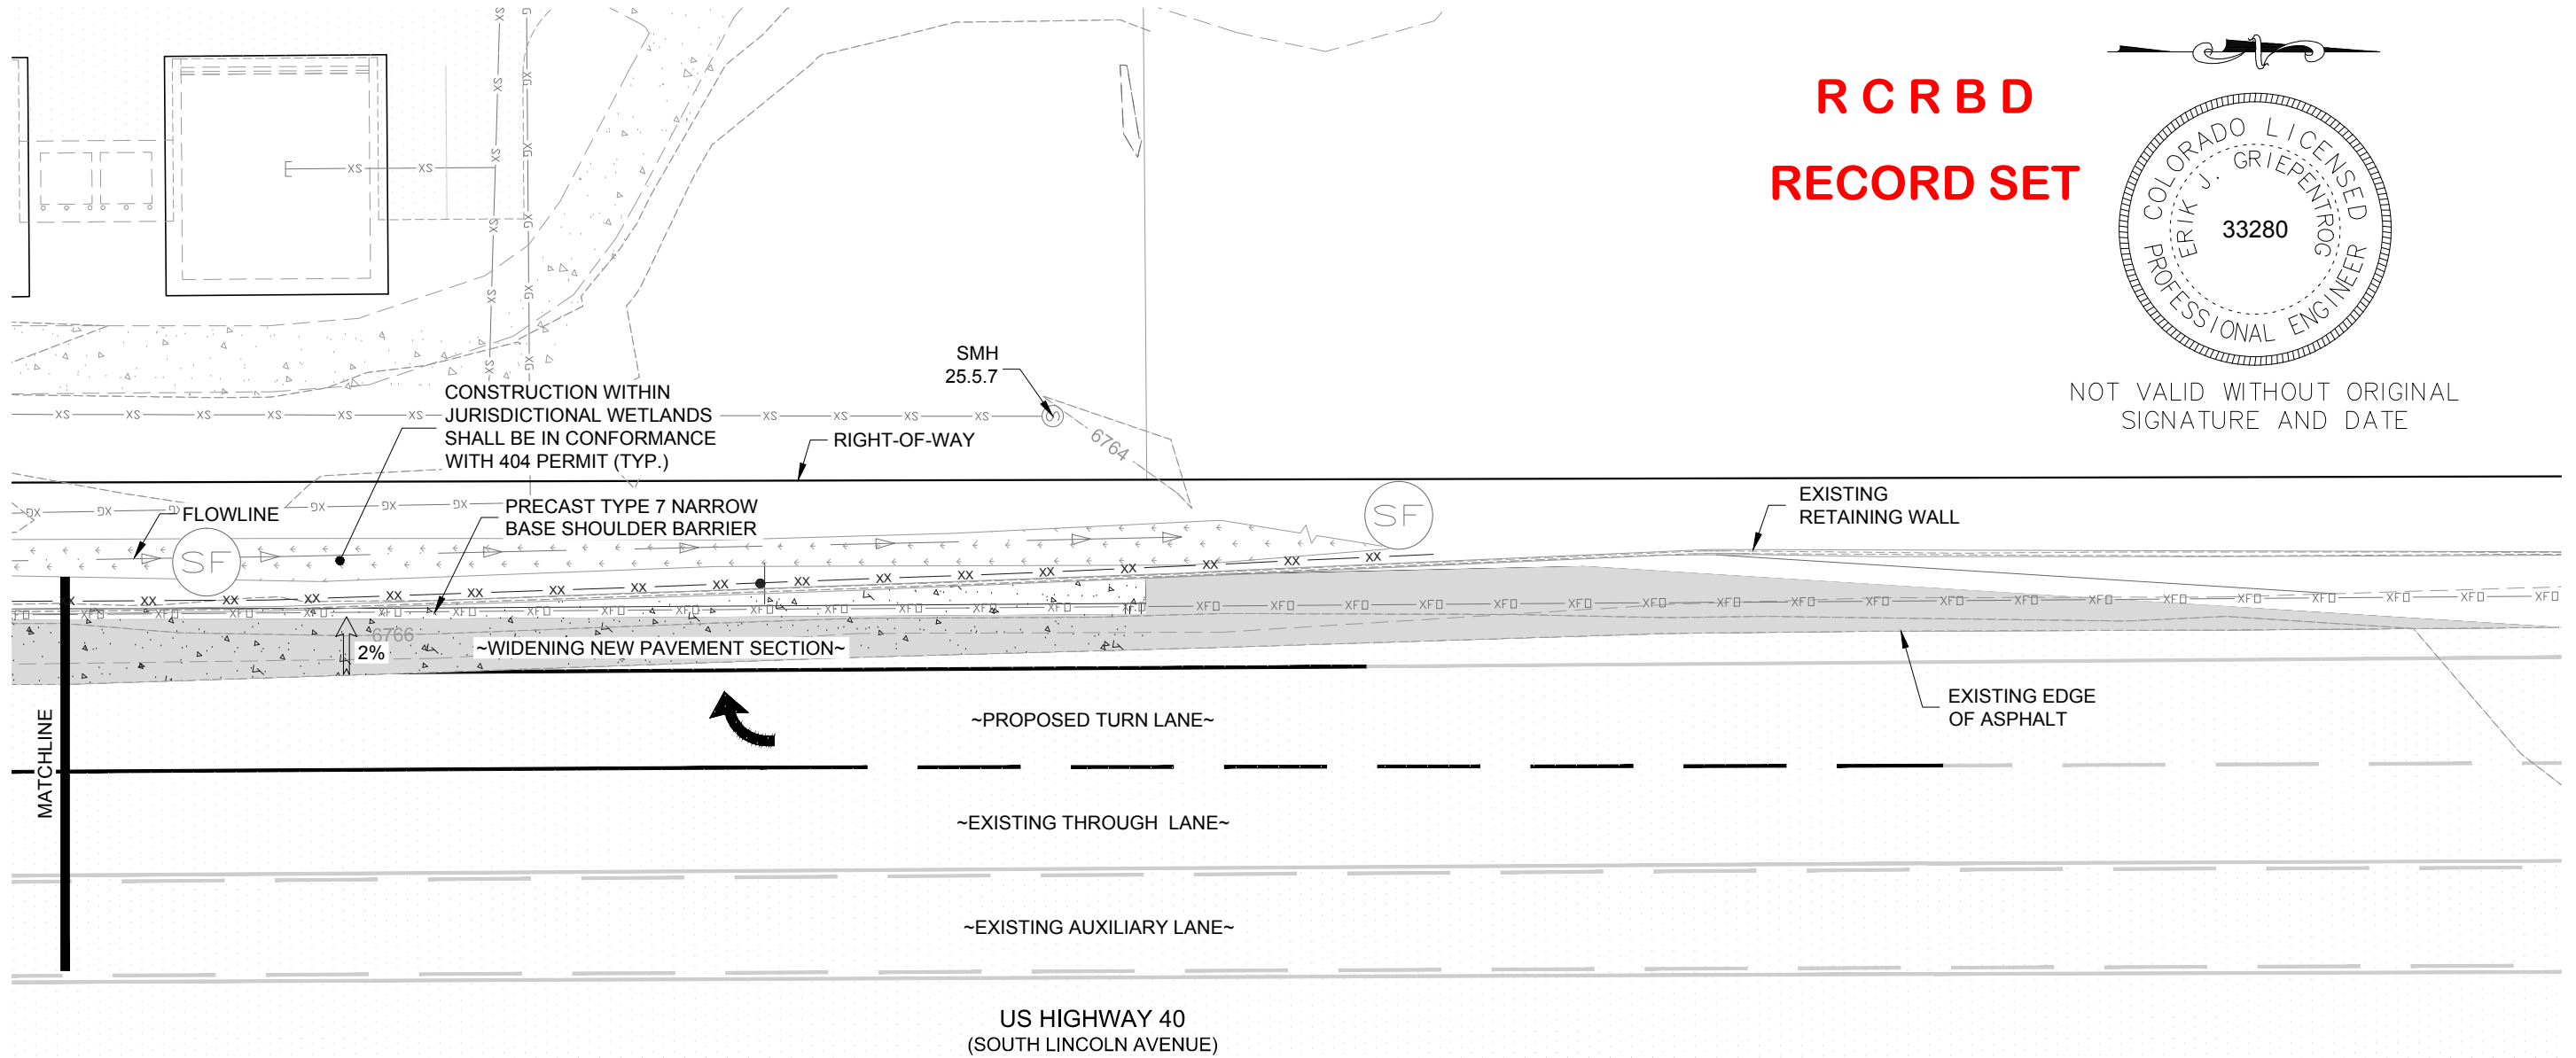 R C R B D
RECORD SET
COLORADO LICENSED
PROFESSIONAL ENGINEER
ERIK J. GRIEPENTROG
33280
NOT VALID WITHOUT ORIGINAL
SIGNATURE AND DATE
SMH
25.5.7
CONSTRUCTION WITHIN
JURISDICTIONAL WETLANDS
SHALL BE IN CONFORMANCE
WITH 404 PERMIT (TYP.)
RIGHT-OF-WAY
6764
FLOWLINE
PRECAST TYPE 7 NARROW
BASE SHOULDER BARRIER
SF
SF
EXISTING
RETAINING WALL
6766
2%
~WIDENING NEW PAVEMENT SECTION~
EXISTING EDGE
OF ASPHALT
MATCHLINE
~PROPOSED TURN LANE~
~EXISTING THROUGH LANE~
~EXISTING AUXILIARY LANE~
US HIGHWAY 40
(SOUTH LINCOLN AVENUE)